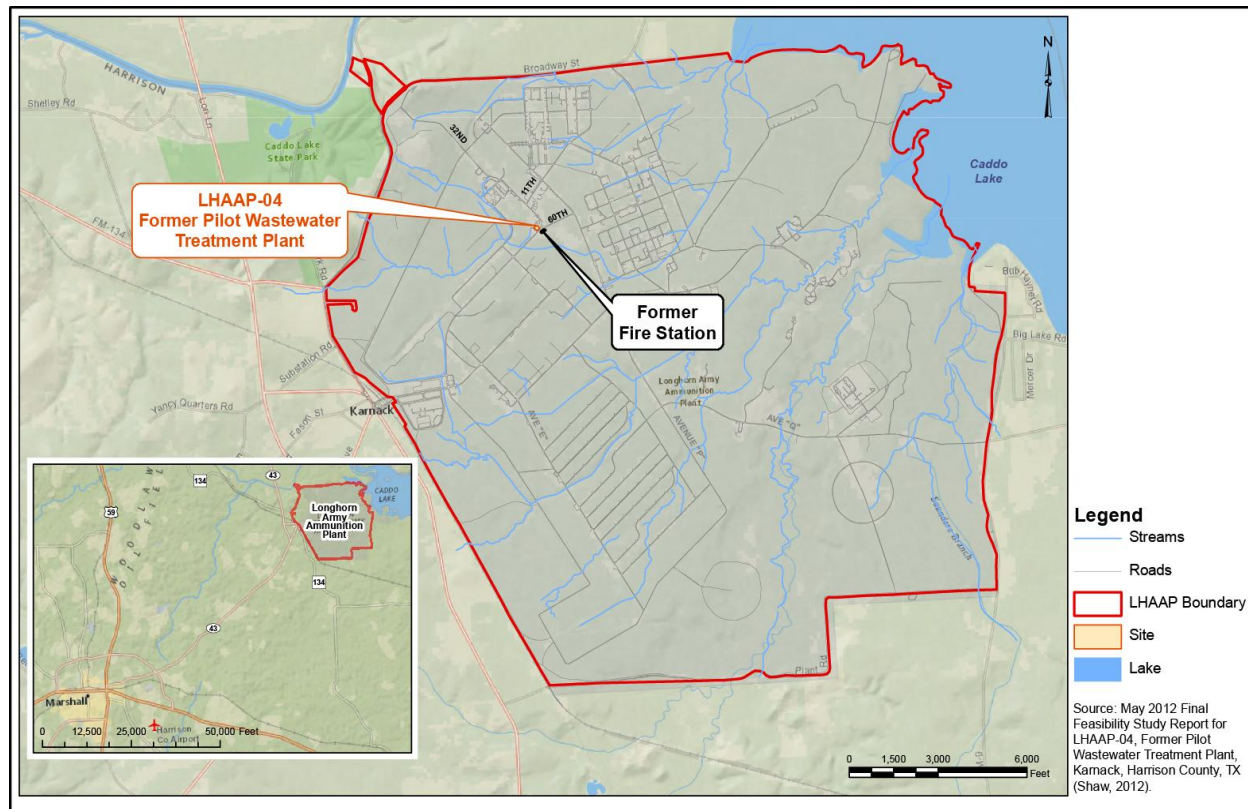 Broadway St
N
HARRISON
Shelley Rd
Lon Ln
Caddo Lake
State Park
32ND
11TH
60TH
Caddo
Lake
LHAAP-04
Former Pilot Wastewater
Treatment Plant
FM-134
Former
Fire Station
Substation Rd
Big Lake Rd
Mercer Dr
Longhorn Army
Ammunition
Plant
Yancy Quarters Rd
Karnack
Fason St
AVE "E"
AVENUE "P"
AVE "Q"
Saunders Branch
Plant Rd
134
43
59
CADDO
LAKE
Longhorn
Army
Ammunition
Plant
134
43
Marshall
Harrison
Co Airport
0 12,500 25,000 50,000 Feet
0 1,500 3,000 6,000
Feet
Legend
Streams
Roads
LHAAP Boundary
Site
Lake
Source: May 2012 Final
Feasibility Study Report for
LHAAP-04, Former Pilot
Wastewater Treatment Plant,
Karnack, Harrison County, TX
(Shaw, 2012).